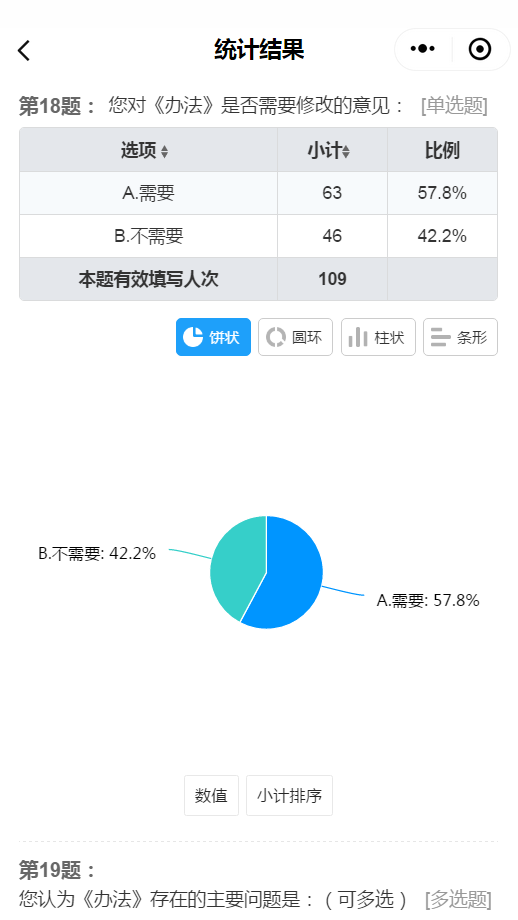 统计结果
第18题： 您对《办法》是否需要修改的意见： [单选题]
选项 小计 比例
A.需要 63 57.8%
B.不需要 46 42.2%
本题有效填写人次 109
饼状 圆环 柱状 条形
B.不需要: 42.2%
A.需要: 57.8%
数值 小计排序
第19题：
您认为《办法》存在的主要问题是：（可多选） [多选题]